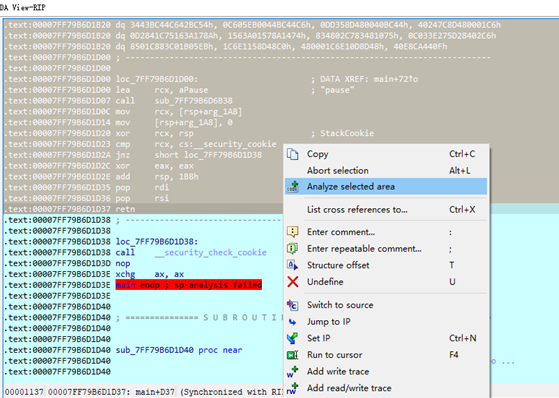 DA View-RIP
.text:00007FF79B6D1B20 dq 3443BC44C642BC54h, 0C605EB0044BC44C6h, 0DD358D480040BC44h, 40247C8D480001C6h
.text:00007FF79B6D1B20 dq 0D2841C75163A178Ah, 1563A01578A1474h, 834802C783481075h, 0C033E275D28402C6h
.text:00007FF79B6D1B20 dq 8501C883C01B05EBh, 1C6E1158D48C0h, 480001C6E10D8D48h, 40E8CA440Fh
.text:00007FF79B6D1D00 ; ---------------------------------------------------------------------------
.text:00007FF79B6D1D00
.text:00007FF79B6D1D00 loc_7FF79B6D1D00: ; DATA XREF: main+72↑o
.text:00007FF79B6D1D00 lea rcx, aPause ; "pause"
.text:00007FF79B6D1D07 call sub_7FF79B6D6B38
.text:00007FF79B6D1D0C mov rcx, [rsp+arg_1A8]
.text:00007FF79B6D1D14 mov [rsp+arg_1A8], 0
.text:00007FF79B6D1D20 xor rcx, rsp ; StackCookie
.text:00007FF79B6D1D23 cmp rcx, cs:__security_cookie
.text:00007FF79B6D1D2A jnz short loc_7FF79B6D1D38
.text:00007FF79B6D1D2C xor eax, eax
.text:00007FF79B6D1D2E add rsp, 1B8h
.text:00007FF79B6D1D35 pop rdi
.text:00007FF79B6D1D35 pop rsi
.text:00007FF79B6D1D37 retn
.text:00007FF79B6D1D38 ; -------------------------------
.text:00007FF79B6D1D38
.text:00007FF79B6D1D38 loc_7FF79B6D1D38:
.text:00007FF79B6D1D38 call __security_check_cookie
.text:00007FF79B6D1D3D nop
.text:00007FF79B6D1D3E xchg ax, ax
.text:00007FF79B6D1D3E main endp ; sp-analysis failed
.text:00007FF79B6D1D3E
.text:00007FF79B6D1D40
.text:00007FF79B6D1D40 ; =============== S U B R O U T I
.text:00007FF79B6D1D40
.text:00007FF79B6D1D40
.text:00007FF79B6D1D40 sub_7FF79B6D1D40 proc near
.text:00007FF79B6D1D40 o ...
.text:00007FF79B6D1D40
00001137 00007FF79B6D1D37: main+D37 (Synchronized with RI
Copy Ctrl+C
Abort selection Alt+L
Analyze selected area
List cross references to... Ctrl+X
Enter comment... :
Enter repeatable comment... ;
Structure offset T
Undefine U
Switch to source
Jump to IP
Set IP Ctrl+N
Run to cursor F4
Add write trace
Add read/write trace